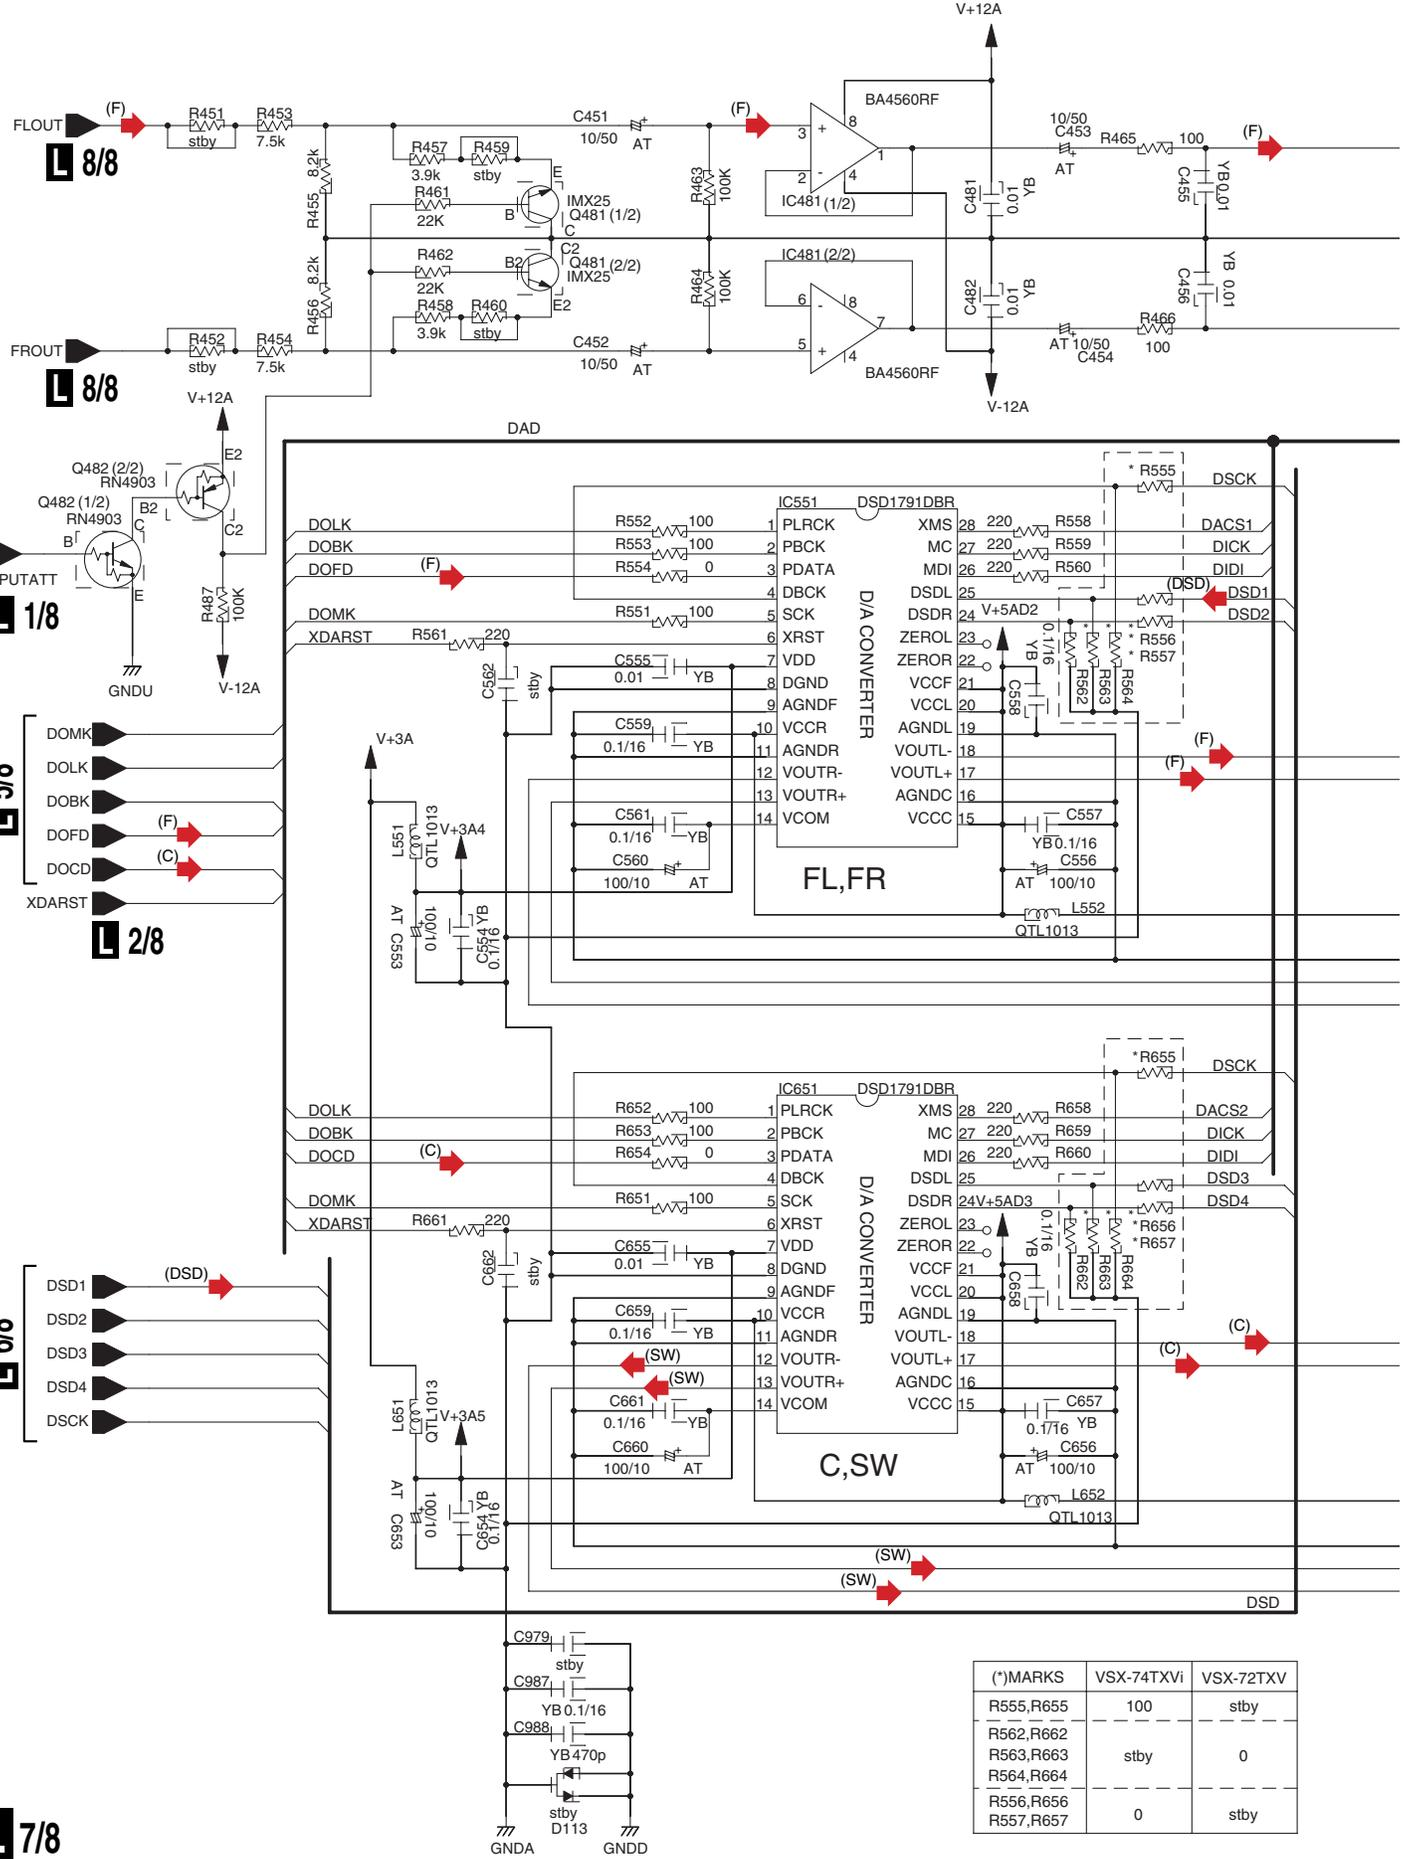 V+12A
(F)
FLOUT
L 8/8
R451
stby
R453
7.5k
R455
8.2k
R457
3.9k
R459
stby
R461
22K
E
B
C
IMX25
Q481 (1/2)
C451
10/50
AT
R463
100K
(F)
BA4560RF
3
+
2
-
8
1
4
IC481 (1/2)
C481
0.01
YB
10/50
C453
AT
R465
100
(F)
C455
YB 0.01
R456
8.2k
R462
22K
B2
C2
Q481 (2/2)
IMX25
E2
R458
3.9k
R460
stby
R464
100K
IC481 (2/2)
6
-
5
+
8
7
4
BA4560RF
C482
0.01
YB
C456
YB 0.01
FROUT
L 8/8
R452
stby
R454
7.5k
C452
10/50
AT
AT 10/50
C454
R466
100
V-12A
V+12A
Q482 (2/2)
RN4903
E2
B2
C2
Q482 (1/2)
RN4903
B
C
E
PUTATT
1/8
R487
100K
GNDU
V-12A
DAD
DOMK
DOLK
DOBK
DOFD
(F)
DOCD
(C)
XDARST
L 2/8
DOLK
DOBK
DOFD
(F)
DOMK
XDARST
R552 100
R553 100
R554 0
R551 100
R561 220
C562
stby
C555
0.01 YB
C559
0.1/16 YB
C561
0.1/16 YB
C560
100/10 AT
V+3A
L551
QTL1013
V+3A4
AT C553
100/10
C554 YB
0.1/16
IC551 DSD1791DBR
1 PLRCK XMS 28
2 PBCK MC 27
3 PDATA MDI 26
4 DBCK DSDL 25
5 SCK DSDR 24
6 XRST ZEROL 23
7 VDD ZEROR 22
8 DGND VCCF 21
9 AGNDF VCCL 20
10 VCCR AGNDL 19
11 AGNDR VOUTL- 18
12 VOUTR- VOUTL+ 17
13 VOUTR+ AGNDC 16
14 VCOM VCCC 15
D/A CONVERTER
FL,FR
* R555
DSCK
220 R558 DACS1
220 R559 DICK
220 R560 DIDI
(DSD)
DSD1
DSD2
V+5AD2
0.1/16
YB
C558
* R556
* R557
R562
*
R563
*
R564
(F)
(F)
C557
YB 0.1/16
C556
AT 100/10
L552
QTL1013
DOLK
DOBK
DOCD
(C)
DOMK
XDARST
R652 100
R653 100
R654 0
R651 100
R661 220
C662
stby
C655
0.01 YB
C659
0.1/16 YB
(SW)
(SW)
C661
0.1/16 YB
C660
100/10 AT
L651
QTL1013
V+3A5
AT C653
100/10
C654 YB
0.1/16
IC651 DSD1791DBR
1 PLRCK XMS 28
2 PBCK MC 27
3 PDATA MDI 26
4 DBCK DSDL 25
5 SCK DSDR 24
6 XRST ZEROL 23
7 VDD ZEROR 22
8 DGND VCCF 21
9 AGNDF VCCL 20
10 VCCR AGNDL 19
11 AGNDR VOUTL- 18
12 VOUTR- VOUTL+ 17
13 VOUTR+ AGNDC 16
14 VCOM VCCC 15
D/A CONVERTER
C,SW
*R655
DSCK
220 R658 DACS2
220 R659 DICK
220 R660 DIDI
DSD3
DSD4
V+5AD3
0.1/16
YB
C658
*R656
*R657
R662
*
R663
*
R664
(C)
(C)
C657
0.1/16 YB
C656
AT 100/10
L652
QTL1013
DSD1
(DSD)
DSD2
DSD3
DSD4
DSCK
(SW)
(SW)
DSD
C979
stby
C987
YB 0.1/16
C988
YB 470p
stby
D113
GNDA
GNDD
(*)MARKS VSX-74TXVi VSX-72TXV
R555,R655 100 stby
R562,R662
R563,R663 stby 0
R564,R664
R556,R656
R557,R657 0 stby
7/8